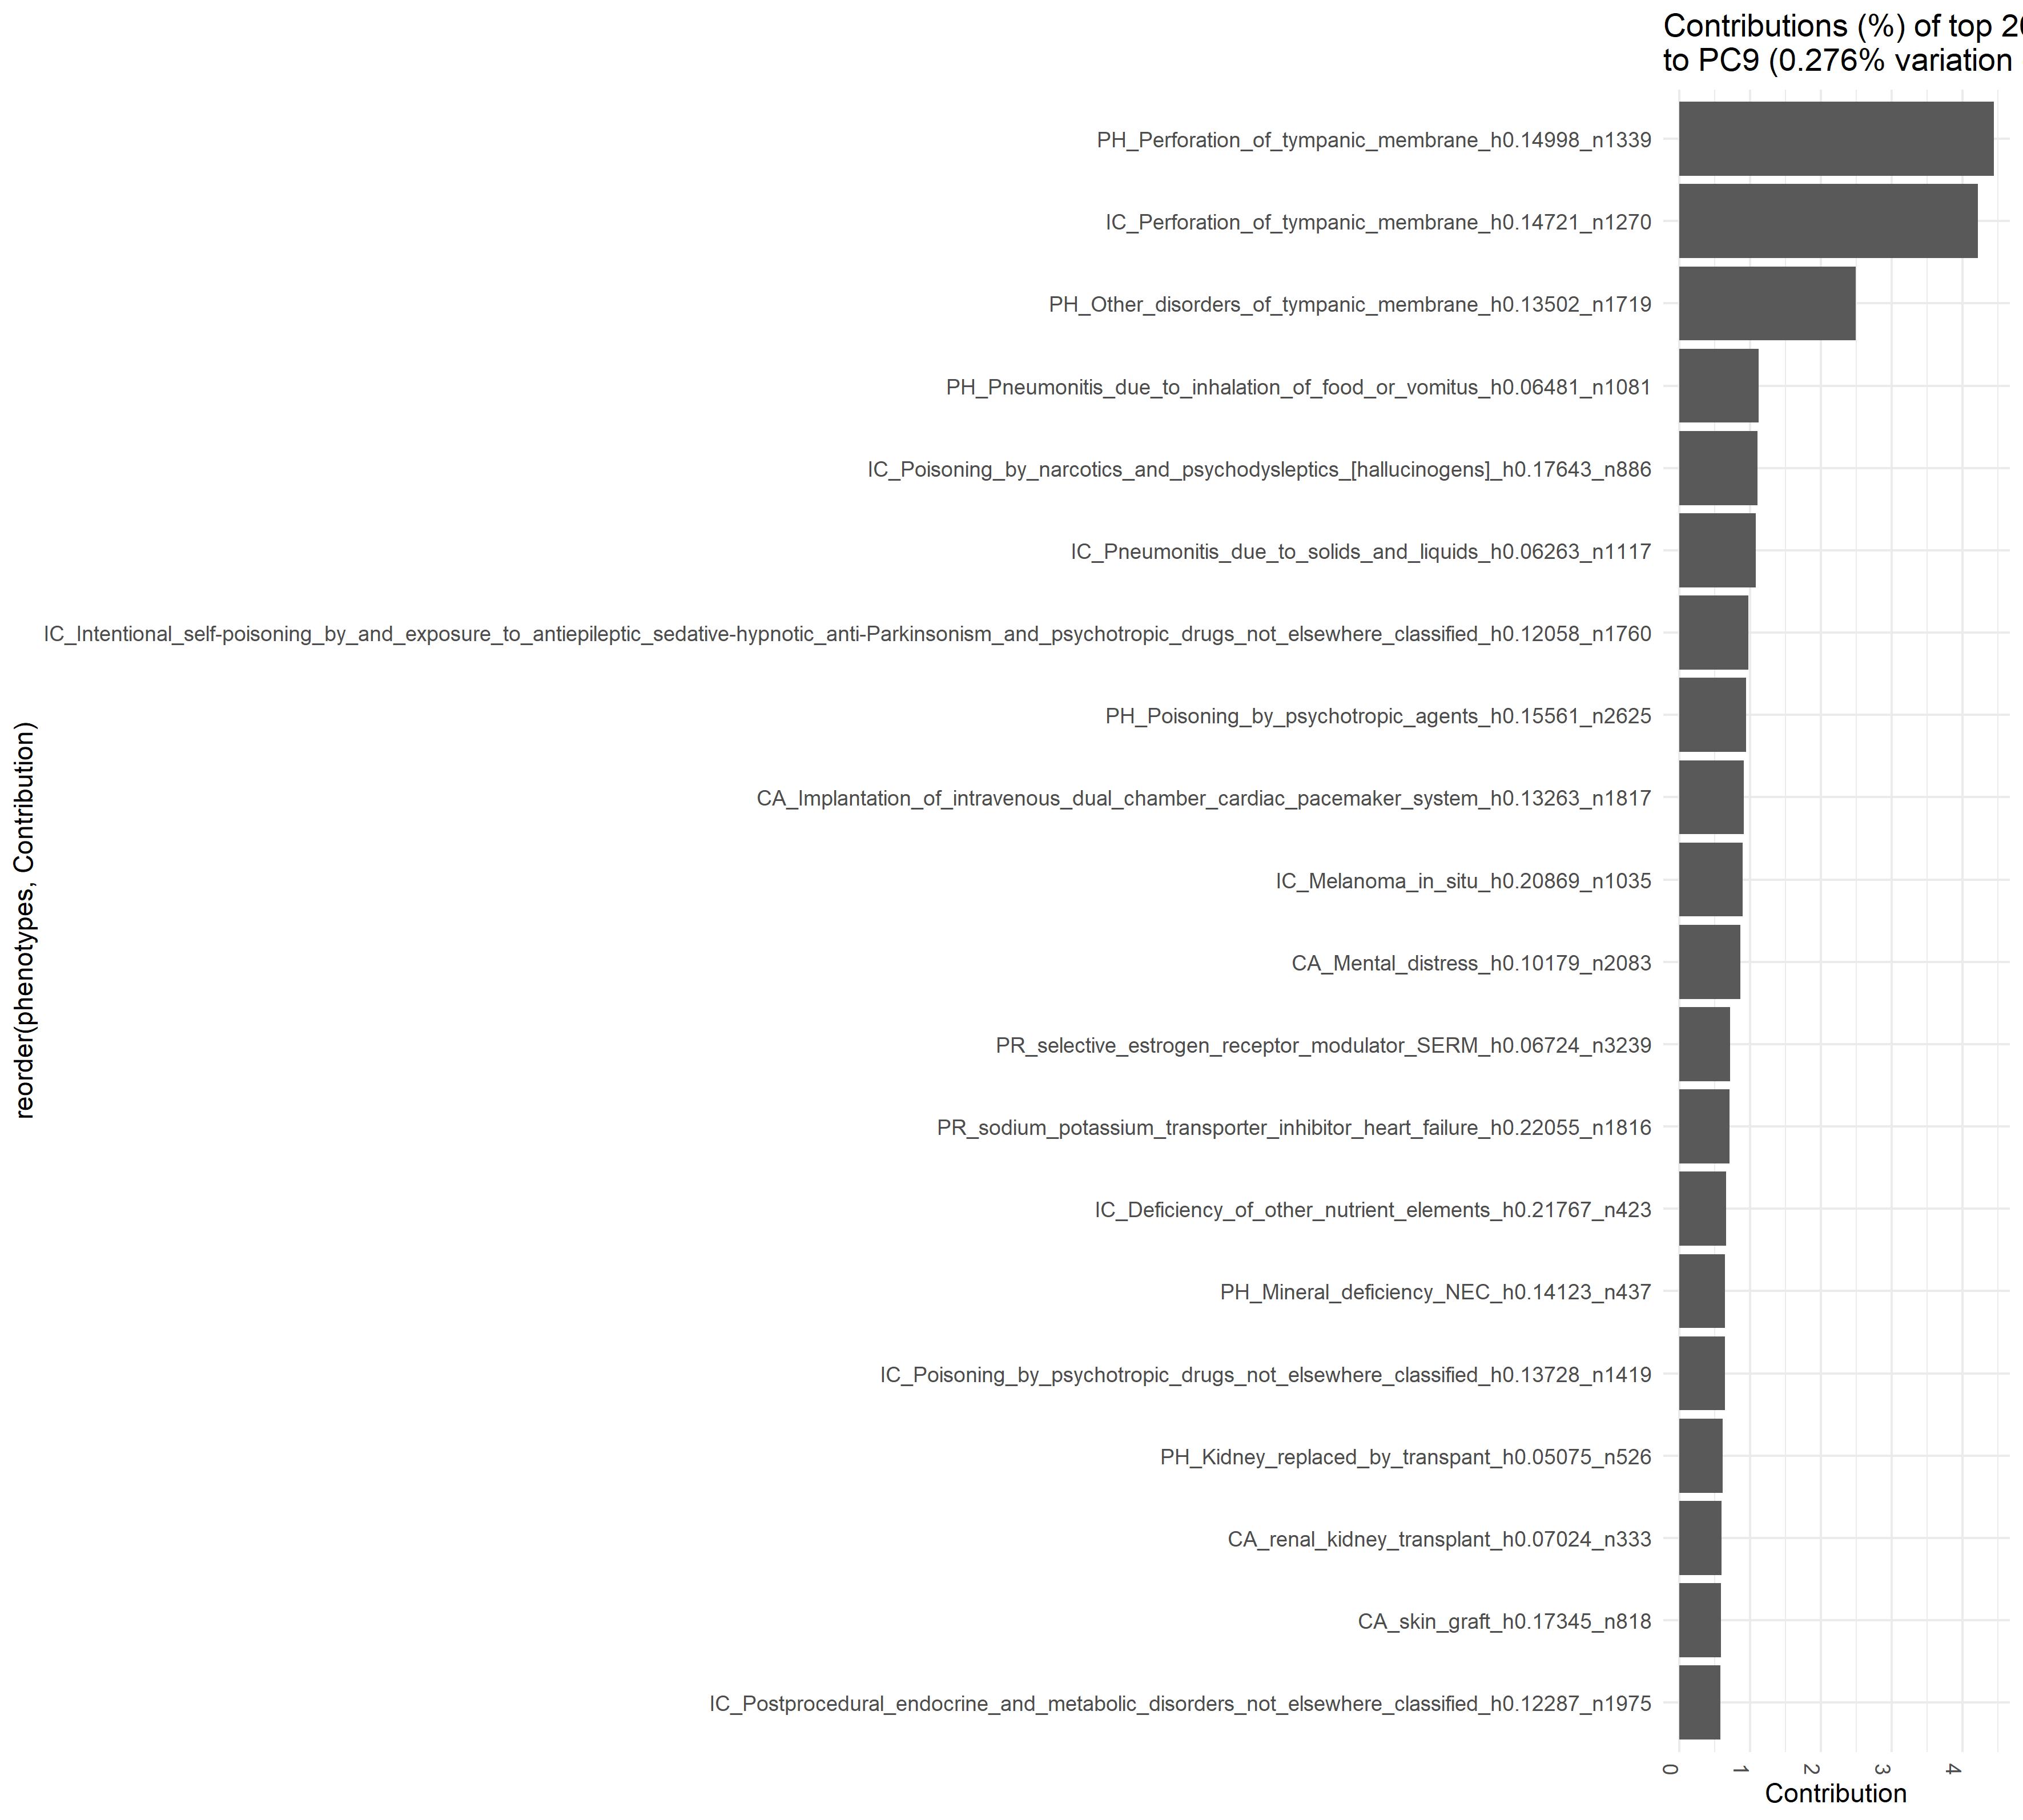 Contributions (%) of top 20
to PC9 (0.276% variation
PH_Perforation_of_tympanic_membrane_h0.14998_n1339
IC_Perforation_of_tympanic_membrane_h0.14721_n1270
PH_Other_disorders_of_tympanic_membrane_h0.13502_n1719
PH_Pneumonitis_due_to_inhalation_of_food_or_vomitus_h0.06481_n1081
IC_Poisoning_by_narcotics_and_psychodysleptics_[hallucinogens]_h0.17643_n886
IC_Pneumonitis_due_to_solids_and_liquids_h0.06263_n1117
IC_Intentional_self-poisoning_by_and_exposure_to_antiepileptic_sedative-hypnotic_anti-Parkinsonism_and_psychotropic_drugs_not_elsewhere_classified_h0.12058_n1760
PH_Poisoning_by_psychotropic_agents_h0.15561_n2625
CA_Implantation_of_intravenous_dual_chamber_cardiac_pacemaker_system_h0.13263_n1817
IC_Melanoma_in_situ_h0.20869_n1035
CA_Mental_distress_h0.10179_n2083
PR_selective_estrogen_receptor_modulator_SERM_h0.06724_n3239
PR_sodium_potassium_transporter_inhibitor_heart_failure_h0.22055_n1816
IC_Deficiency_of_other_nutrient_elements_h0.21767_n423
PH_Mineral_deficiency_NEC_h0.14123_n437
IC_Poisoning_by_psychotropic_drugs_not_elsewhere_classified_h0.13728_n1419
PH_Kidney_replaced_by_transpant_h0.05075_n526
CA_renal_kidney_transplant_h0.07024_n333
CA_skin_graft_h0.17345_n818
IC_Postprocedural_endocrine_and_metabolic_disorders_not_elsewhere_classified_h0.12287_n1975
reorder(phenotypes, Contribution)
0 1 2 3 4
Contribution